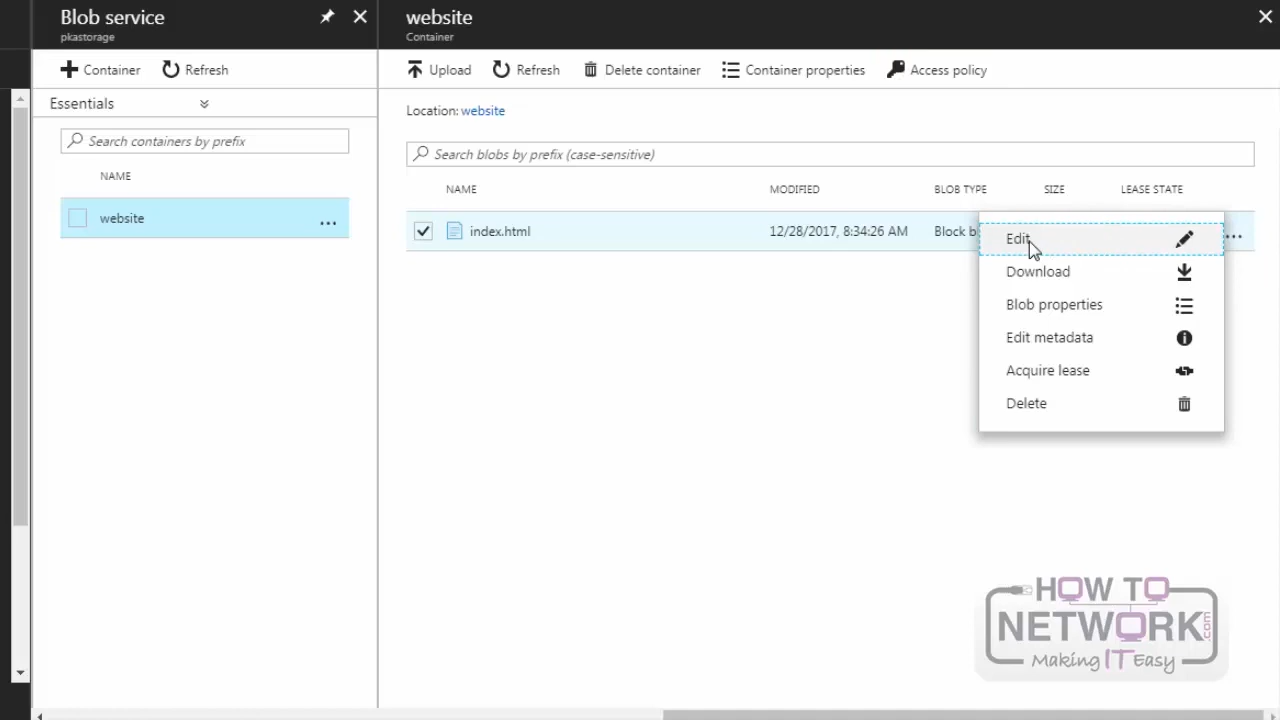 Blob service
pkastorage
Container
Refresh
Essentials
Search containers by prefix
NAME
website
...
website
Container
Upload
Refresh
Delete container
Container properties
Access policy
Location: website
Search blobs by prefix (case-sensitive)
NAME
MODIFIED
BLOB TYPE
SIZE
LEASE STATE
index.html
12/28/2017, 8:34:26 AM
Block b
...
Edit
Download
Blob properties
Edit metadata
Acquire lease
Delete
HOW TO
NETWORK.com
Making IT Easy